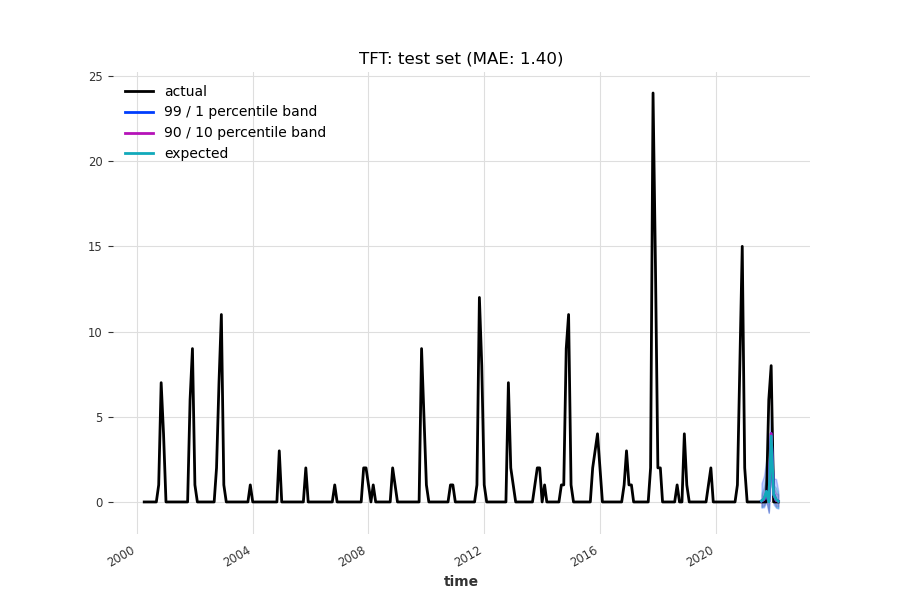 TFT: test set (MAE: 1.40)
actual
99 / 1 percentile band
90 / 10 percentile band
expected
25
20
15
10
5
0
2000
2004
2008
2012
2016
2020
time